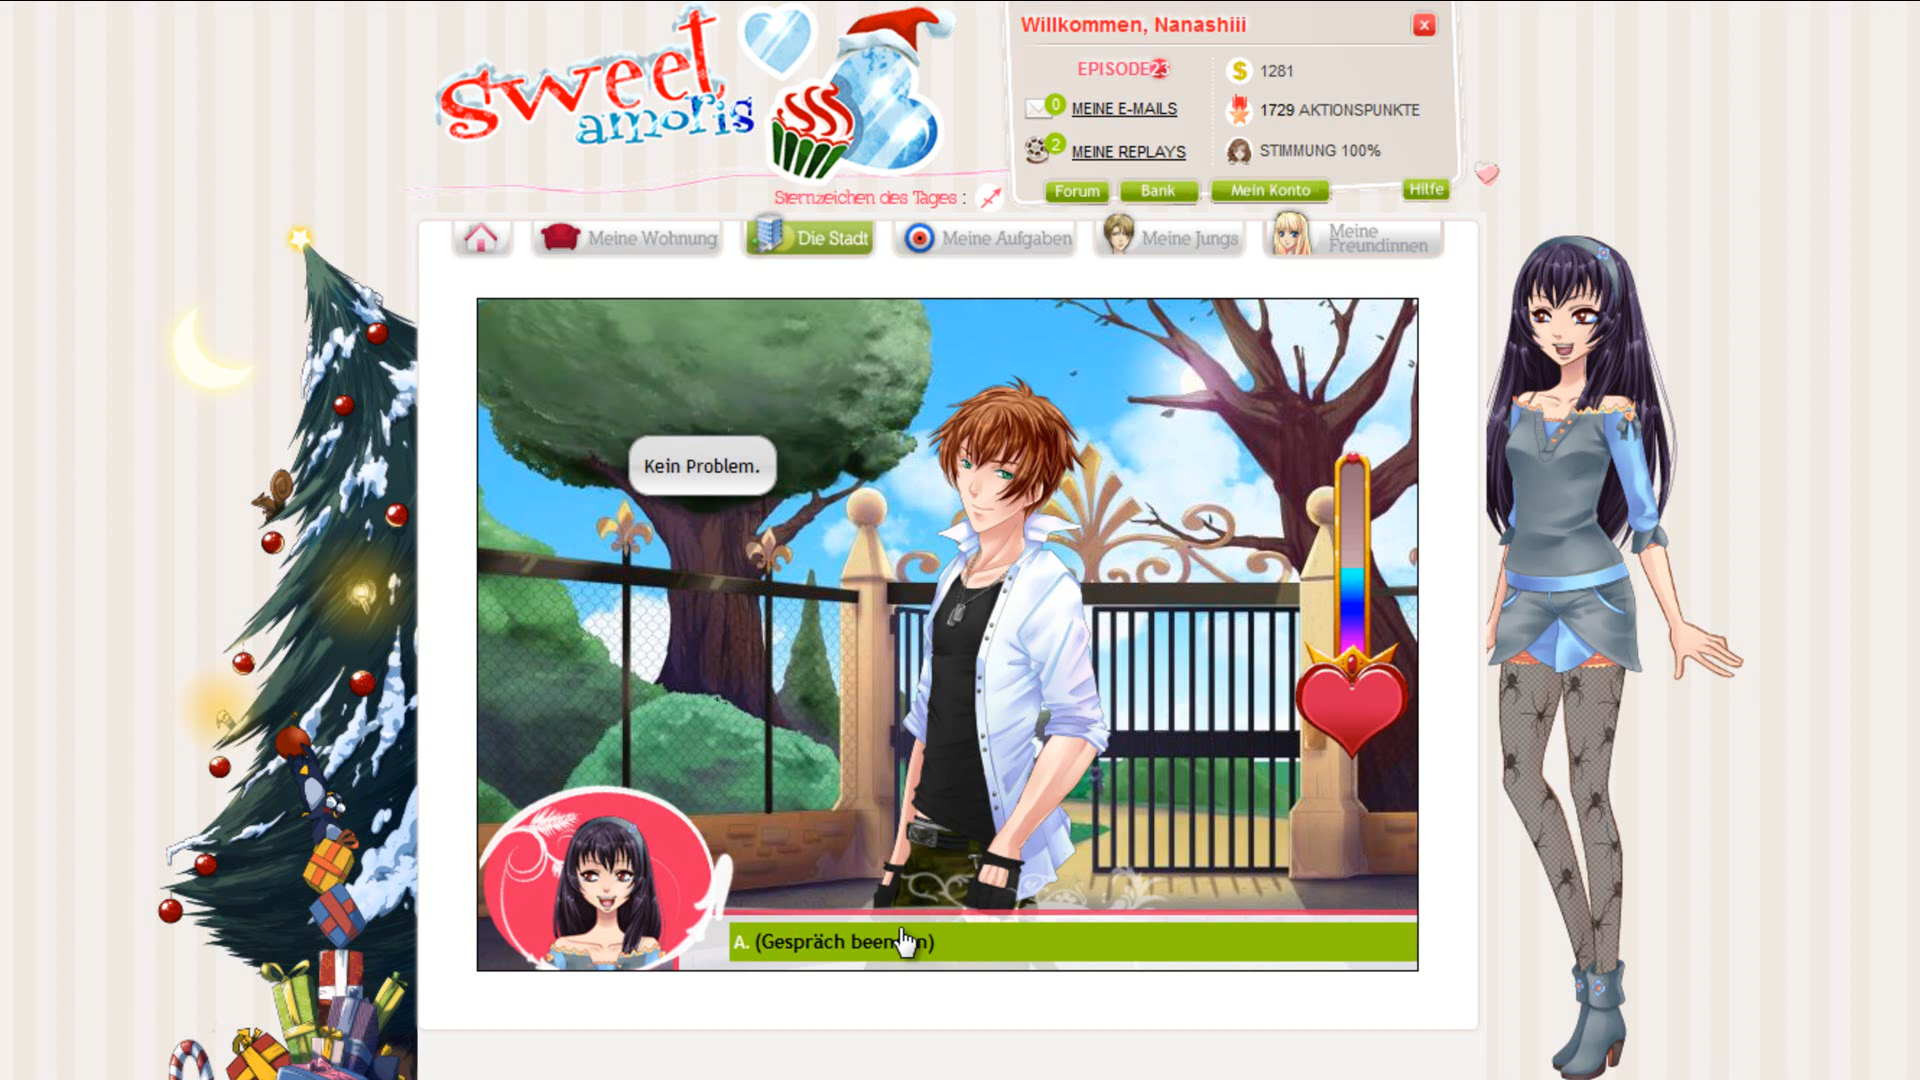 sweet
amoris
Willkommen, Nanashiii
EPISODE 23
1281
0 MEINE E-MAILS
1729 AKTIONSPUNKTE
2 MEINE REPLAYS
STIMMUNG 100%
Sternzeichen des Tages :
Forum
Bank
Mein Konto
Hilfe
Meine Wohnung
Die Stadt
Meine Aufgaben
Meine Jungs
Meine
Freundinnen
Kein Problem.
A. (Gespräch been n)